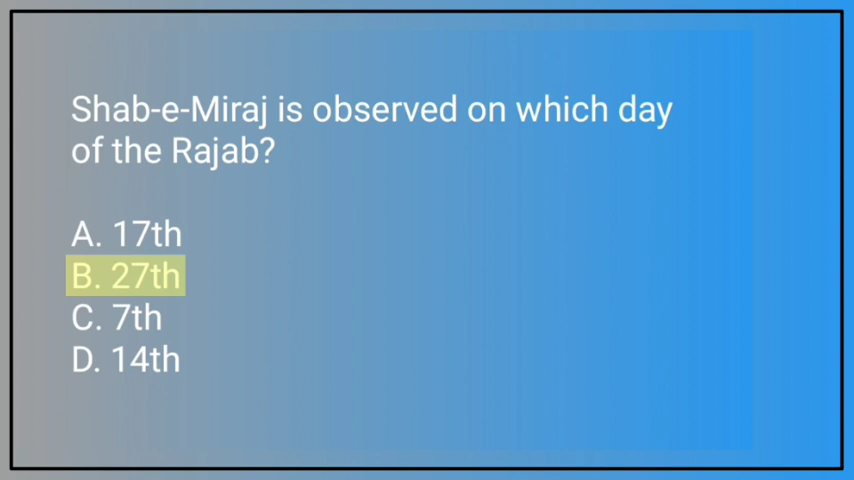 Shab-e-Miraj is observed on which day
of the Rajab?
A. 17th
B. 27th
C. 7th
D. 14th